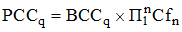 PCC_q = BCC_q × Π_1^n Cf_n